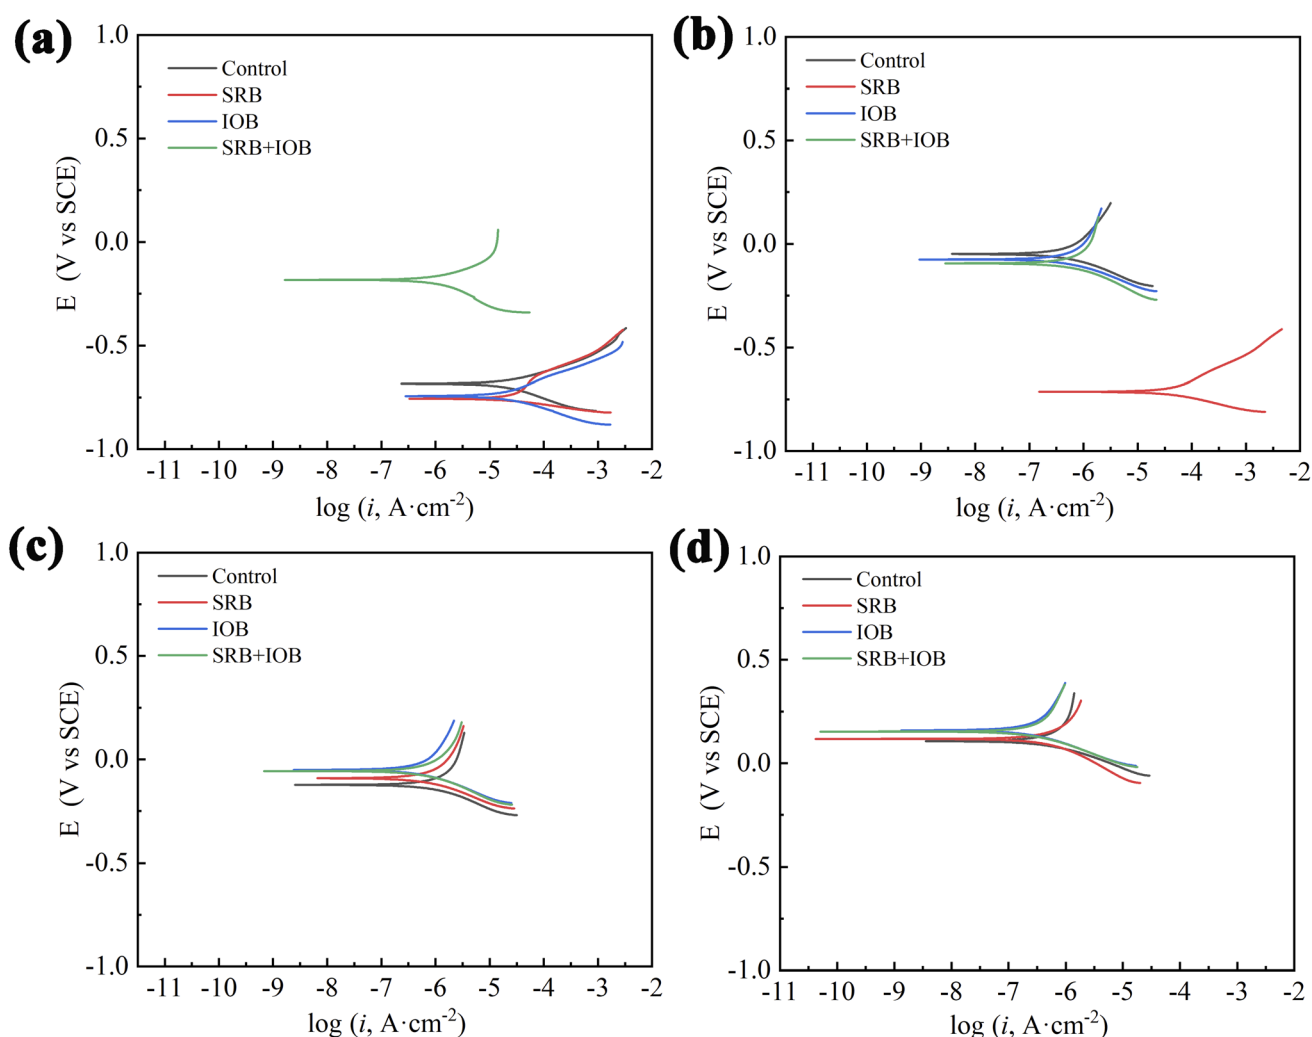 (a)
1.0
0.5
0.0
-0.5
-1.0
E (V vs SCE)
Control
SRB
IOB
SRB+IOB
-11 -10 -9 -8 -7 -6 -5 -4 -3 -2
log (i, A·cm-2)
(b)
1.0
0.5
0.0
-0.5
-1.0
E (V vs SCE)
Control
SRB
IOB
SRB+IOB
-11 -10 -9 -8 -7 -6 -5 -4 -3 -2
log (i, A·cm-2)
(c)
1.0
0.5
0.0
-0.5
-1.0
E (V vs SCE)
Control
SRB
IOB
SRB+IOB
-11 -10 -9 -8 -7 -6 -5 -4 -3 -2
log (i, A·cm-2)
(d)
1.0
0.5
0.0
-0.5
-1.0
E (V vs SCE)
Control
SRB
IOB
SRB+IOB
-11 -10 -9 -8 -7 -6 -5 -4 -3 -2
log (i, A·cm-2)